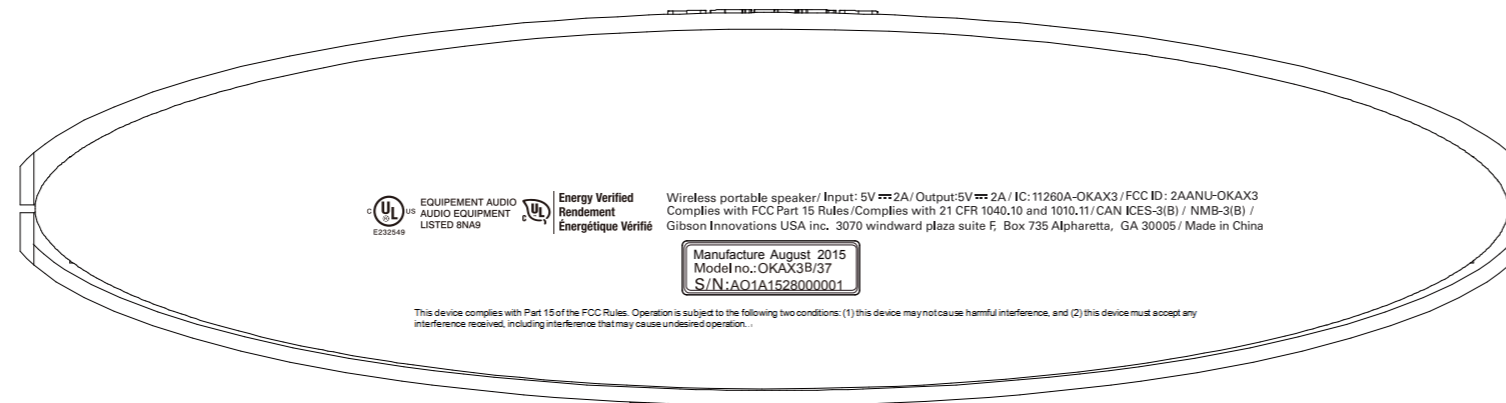 C UL US
E232549
EQUIPEMENT AUDIO
AUDIO EQUIPMENT
LISTED 8NA9
C UL
Energy Verified
Rendement
Énergétique Vérifié
Wireless portable speaker/ Input: 5V ⎓ 2A/ Output:5V ⎓ 2A/ IC: 11260A-OKAX3 / FCC ID: 2AANU-OKAX3
Complies with FCC Part 15 Rules/Complies with 21 CFR 1040.10 and 1010.11/ CAN ICES-3(B) / NMB-3(B) /
Gibson Innovations USA inc. 3070 windward plaza suite F, Box 735 Alpharetta, GA 30005/ Made in China
Manufacture August 2015
Model no.:OKAX3B/37
S/N:AO1A1528000001
This device complies with Part 15 of the FCC Rules. Operation is subject to the following two conditions: (1) this device may not cause harmful interference, and (2) this device must accept any
interference received, including interference that may cause undesired operation.